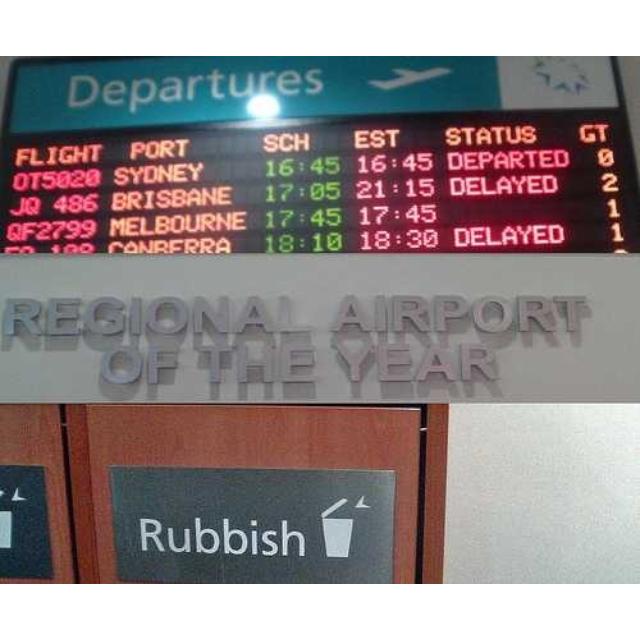 Departures
FLIGHT PORT SCH EST STATUS GT
OT5020 SYDNEY 16:45 16:45 DEPARTED 0
JQ 486 BRISBANE 17:05 21:15 DELAYED 2
QF2799 MELBOURNE 17:45 17:45 1
CANBERRA 18:10 18:30 DELAYED 1
REGIONAL AIRPORT
OF THE YEAR
Rubbish